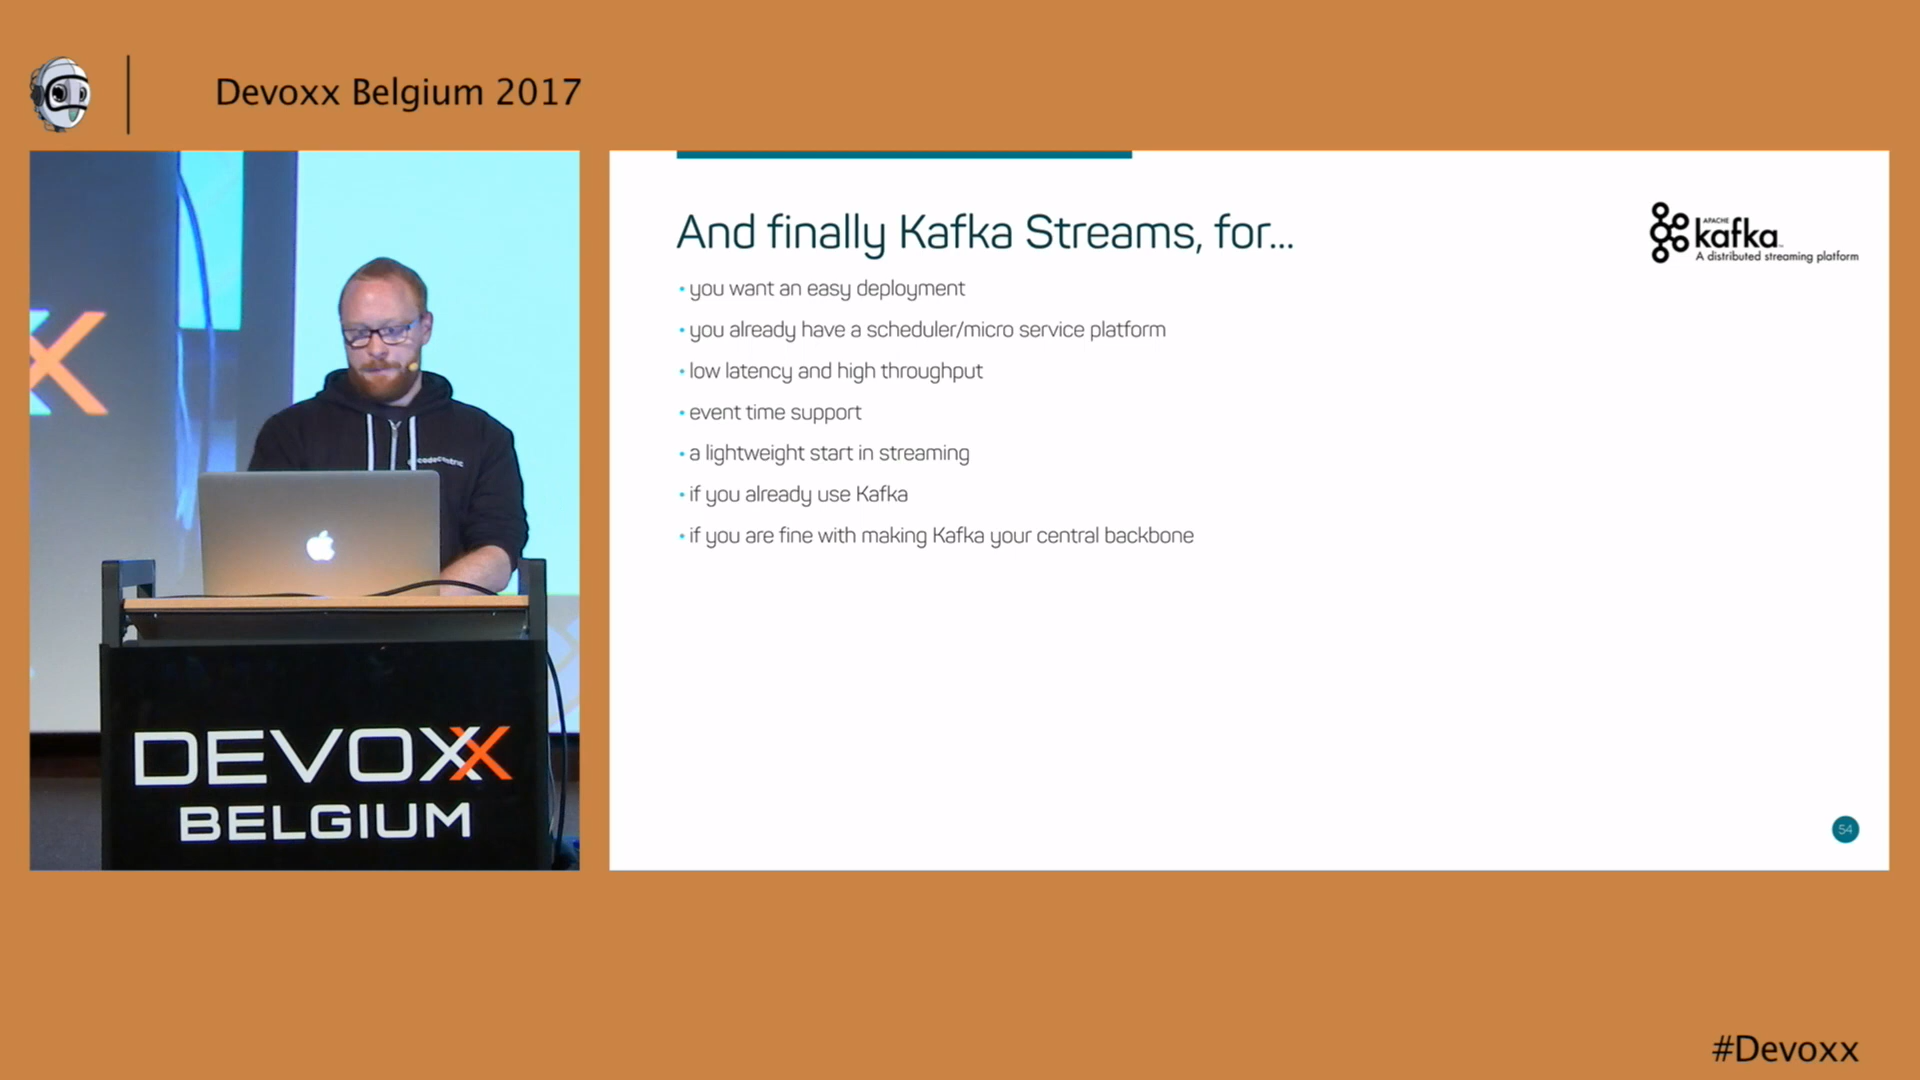 Devoxx Belgium 2017
codecentric
DEVOXX
BELGIUM
And finally Kafka Streams, for...
APACHE
kafka
A distributed streaming platform
• you want an easy deployment
• you already have a scheduler/micro service platform
• low latency and high throughput
• event time support
• a lightweight start in streaming
• if you already use Kafka
• if you are fine with making Kafka your central backbone
54
#Devoxx